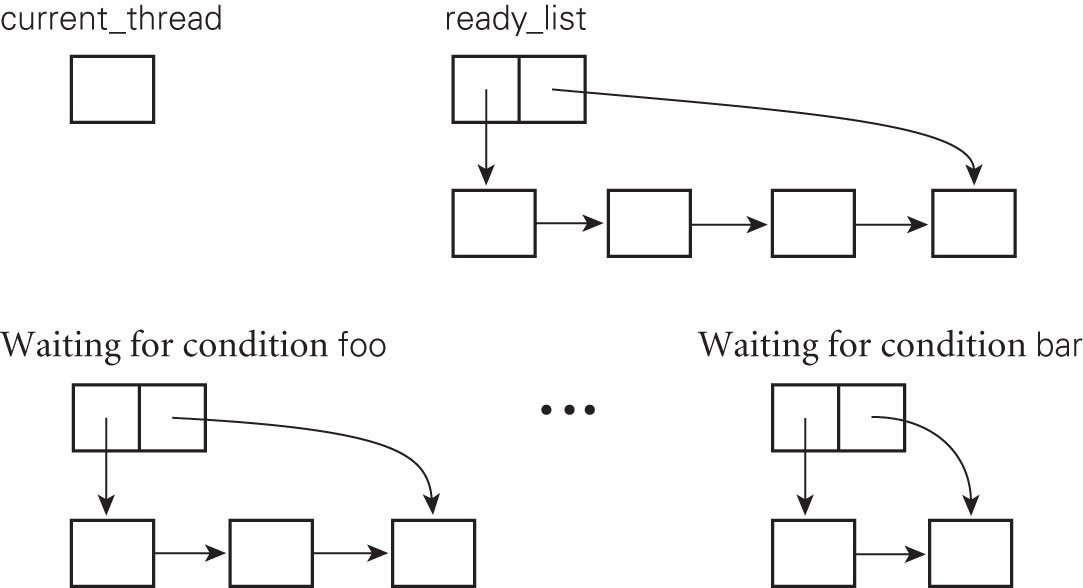 current_thread
ready_list
Waiting for condition foo
Waiting for condition bar